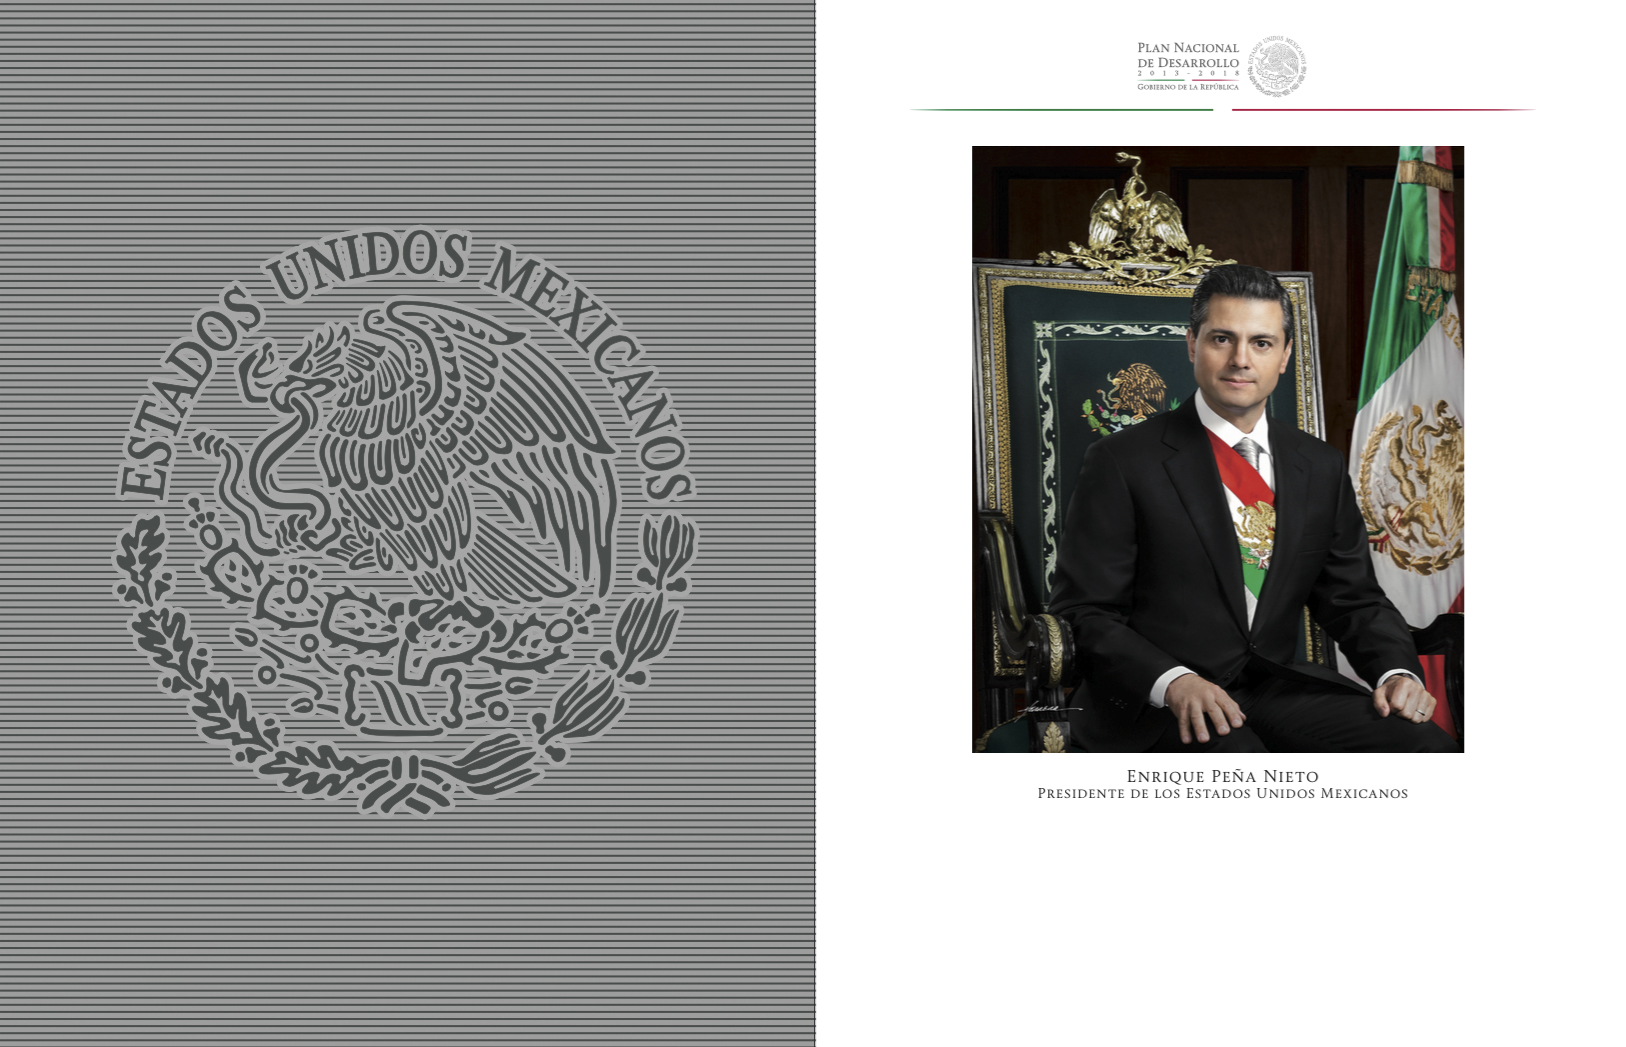 ESTADOS UNIDOS MEXICANOS
PLAN NACIONAL
DE DESARROLLO
2013-2018
GOBIERNO DE LA REPÚBLICA
ESTADOS UNIDOS MEXICANOS
ENRIQUE PEÑA NIETO
PRESIDENTE DE LOS ESTADOS UNIDOS MEXICANOS